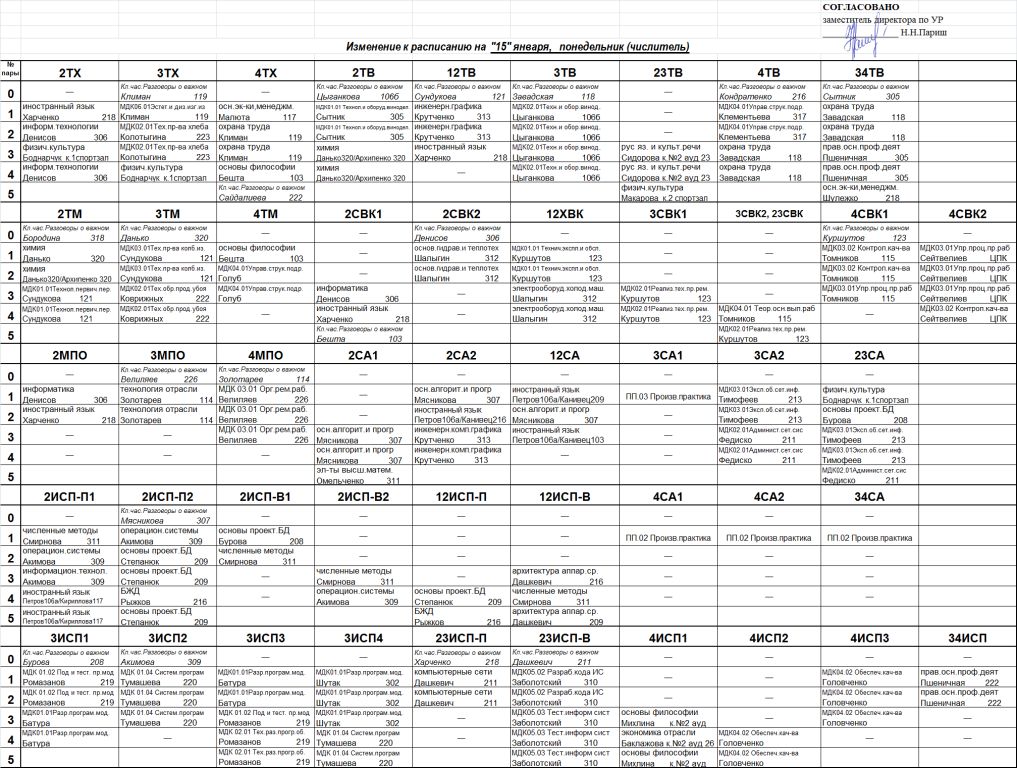 СОГЛАСОВАНО
заместитель директора по УР
Н.Н.Париш
Изменение к расписанию на "15" января, понедельник (числитель)
№ пары 2ТХ 3ТХ 4ТХ 2ТВ 12ТВ 3ТВ 23ТВ 4ТВ 34ТВ
0 — Кл.час.Разговоры о важном — Кл.час.Разговоры о важном Кл.час.Разговоры о важном Кл.час.Разговоры о важном — Кл.час.Разговоры о важном Кл.час.Разговоры о важном
Климан 119 Цыганкова 106б Сундукова 121 Завадская 118 Кондратенко 216 Сытник 305
1 иностранный язык МДК06.01Эстет и диз.изг.из осн.эк-ки,менеджм. МДК01.01 Технол.и оборуд.винодел инженерн.графика МДК02.01Техн.и обор.винод. — МДК04.01Управ.струк.подр. охрана труда
Харченко 218 Климан 119 Малюта 117 Сытник 305 Крутченко 313 Цыганкова 106б Клементьева 317 Завадская 118
2 информ.технологии МДК02.01Тех.пр-ва хлеба охрана труда МДК01.01 Технол.и оборуд.винодел инженерн.графика МДК02.01Техн.и обор.винод. — МДК04.01Управ.струк.подр. охрана труда
Денисов 306 Колотыгина 223 Климан 119 Сытник 305 Крутченко 313 Цыганкова 106б Клементьева 317 Завадская 118
3 физич.культура МДК02.01Тех.пр-ва хлеба охрана труда химия иностранный язык МДК02.01Техн.и обор.винод. рус яз. и культ.речи охрана труда прав.осн.проф.деят
Боднарчук к.1спортзал Колотыгина 223 Климан 119 Данько320/Архипенко 320 Харченко 218 Цыганкова 106б Сидорова к.№2 ауд 23 Завадская 118 Пшеничная 305
4 информ.технологии физич.культура основы философии химия — МДК02.01Техн.и обор.винод. рус яз. и культ.речи охрана труда прав.осн.проф.деят
Денисов 306 Боднарчук к.1спортзал Бешта 103 Данько320/Архипенко 320 Цыганкова 106б Сидорова к.№2 ауд 23 Завадская 118 Пшеничная 305
5 Кл.час.Разговоры о важном физич.культура осн.эк-ки,менеджм.
Сайдалиева 222 Макарова к.2 спортзал Шулежко 218
2ТМ 3ТМ 4ТМ 2СВК1 2СВК2 12ХВК 3СВК1 3СВК2, 23СВК 4СВК1 4СВК2
0 Кл.час.Разговоры о важном Кл.час.Разговоры о важном — — Кл.час.Разговоры о важном — — — Кл.час.Разговоры о важном —
Бородина 318 Данько 320 Денисов 306 Куршутов 123
1 химия МДК03.01Тех.пр-ва колб.из. основы философии — основ.гидрав.и теплотех МДК01.01 Технич.экспл.и обсл. — — МДК03.02 Контрол.кач-ва МДК03.01Упр.проц.пр.раб
Данько 320 Сундукова 121 Бешта 103 Шалыгин 312 Куршутов 123 Томников 115 Сейтвелиев ЦПК
2 химия МДК03.01Тех.пр-ва колб.из. МДК04.01Управ.струк.подр. — основ.гидрав.и теплотех МДК01.01 Технич.экспл.и обсл. — — МДК03.02 Контрол.кач-ва МДК03.01Упр.проц.пр.раб
Данько320/Архипенко 320 Сундукова 121 Голуб Шалыгин 312 Куршутов 123 Томников 115 Сейтвелиев ЦПК
3 МДК01.01Технол.первич.пер. МДК02.01Тех.обр.прод.убоя МДК04.01Управ.струк.подр. информатика — электрооборуд.холод.маш. МДК02.01Реализ.тех.пр.рем. — МДК03.01Упр.проц.пр.раб МДК03.01Упр.проц.пр.раб
Сундукова 121 Коврижных 222 Голуб Денисов 306 Шалыгин 312 Куршутов 123 Томников 115 Сейтвелиев ЦПК
4 МДК01.01Технол.первич.пер. МДК02.01Тех.обр.прод.убоя — иностранный язык — электрооборуд.холод.маш. МДК02.01Реализ.тех.пр.рем. МДК04.01 Теор.осн.вып.раб — МДК03.02 Контрол.кач-ва
Сундукова 121 Коврижных 222 Харченко 218 Шалыгин 312 Куршутов 123 Томников 115 Сейтвелиев ЦПК
5 Кл.час.Разговоры о важном МДК02.01Реализ.тех.пр.рем.
Бешта 103 Куршутов 123
2МПО 3МПО 4МПО 2СА1 2СА2 12СА 3СА1 3СА2 23СА
0 — Кл.час.Разговоры о важном Кл.час.Разговоры о важном — — — — — —
Велиляев 226 Золотарев 114
1 информатика технология отрасли МДК 03.01 Орг.рем.раб. — осн.алгорит.и прогр иностранный язык ПП.03 Произв.практика МДК03.01Эксп.об.сет.инф. физич.культура
Денисов 306 Золотарев 114 Велиляев 226 Мясникова 307 Петров106а/Канивец209 Тимофеев 213 Боднарчук к.1спортзал
2 иностранный язык технология отрасли МДК 03.01 Орг.рем.раб. — иностранный язык осн.алгорит.и прогр — МДК03.01Эксп.об.сет.инф. основы проект.БД
Харченко 218 Золотарев 114 Велиляев 226 Петров106а/Канивец216 Мясникова 307 Тимофеев 213 Бурова 208
3 — — МДК 03.01 Орг.рем.раб. осн.алгорит.и прогр инженерн.комп.графика иностранный язык — МДК02.01Админист.сет.сис МДК03.01Эксп.об.сет.инф.
Велиляев 226 Мясникова 307 Крутченко 313 Петров106а/Канивец103 Федиско 211 Тимофеев 213
4 — — — осн.алгорит.и прогр инженерн.комп.графика — — МДК02.01Админист.сет.сис МДК03.01Эксп.об.сет.инф.
Мясникова 307 Крутченко 313 Федиско 211 Тимофеев 213
5 эл-ты высш.матем. МДК02.01Админист.сет.сис
Омельченко 311 Федиско 211
2ИСП-П1 2ИСП-П2 2ИСП-В1 2ИСП-В2 12ИСП-П 12ИСП-В 4СА1 4СА2 34СА
0 — Кл.час.Разговоры о важном — — — — — — —
Мясникова 307
1 численные методы операцион.системы основы проект.БД — — — ПП.02 Произв.практика ПП.02 Произв.практика ПП.02 Произв.практика
Смирнова 311 Акимова 309 Бурова 208
2 операцион.системы основы проект.БД численные методы — — — — — —
Акимова 309 Степанюк 209 Смирнова 311
3 информацион.технол. основы проект.БД — численные методы — архитектура аппар.ср. — — —
Акимова 309 Степанюк 209 Смирнова 311 Дашкевич 216
4 иностранный язык БЖД — операцион.системы основы проект.БД численные методы — — —
Петров106а/Кириллова117 Рыжков 216 Акимова 309 Степанюк 209 Смирнова 311
5 иностранный язык основы проект.БД БЖД архитектура аппар.ср.
Петров106а/Кириллова117 Степанюк 209 Рыжков 216 Дашкевич 209
3ИСП1 3ИСП2 3ИСП3 3ИСП4 23ИСП-П 23ИСП-В 4ИСП1 4ИСП2 4ИСП3 34ИСП
0 Кл.час.Разговоры о важном Кл.час.Разговоры о важном — — Кл.час.Разговоры о важном Кл.час.Разговоры о важном — — — —
Бурова 208 Акимова 309 Харченко 218 Дашкевич 211
1 МДК 01.02 Под и тест. пр.мод МДК 01.04 Систем.програм МДК01.01Разр.програм.мод. МДК01.01Разр.програм.мод. компьютерные сети МДК05.02 Разраб.кода ИС — — МДК04.02 Обеспеч.кач-ва прав.осн.проф.деят
Ромазанов 219 Тумашева 220 Батура Шутак 302 Дашкевич 211 Заболотский 310 Головченко Пшеничная 222
2 МДК 01.02 Под и тест. пр.мод МДК 01.04 Систем.програм МДК01.01Разр.програм.мод. МДК01.01Разр.програм.мод. компьютерные сети МДК05.02 Разраб.кода ИС — — МДК04.02 Обеспеч.кач-ва прав.осн.проф.деят
Ромазанов 219 Тумашева 220 Батура Шутак 302 Дашкевич 211 Заболотский 310 Головченко Пшеничная 222
3 МДК01.01Разр.програм.мод. МДК 01.04 Систем.програм МДК 01.02 Под и тест. пр.мод МДК01.01Разр.програм.мод. — МДК05.03 Тест.информ сист основы философии — МДК04.02 Обеспеч.кач-ва —
Батура Тумашева 220 Ромазанов 219 Шутак 302 Заболотский 310 Михлина к.№2 ауд Головченко
4 МДК01.01Разр.програм.мод. — МДК 02.01 Тех.раз.прогр.об. МДК 01.04 Систем.програм — МДК05.03 Тест.информ сист экономика отрасли МДК04.02 Обеспеч.кач-ва — —
Батура Ромазанов 219 Тумашева 220 Заболотский 310 Баклажова к.№2 ауд 26 Головченко
5 МДК 02.01 Тех.раз.прогр.об. МДК 01.04 Систем.програм МДК05.03 Тест.информ сист основы философии МДК04.02 Обеспеч.кач-ва
Ромазанов 219 Тумашева 220 Заболотский 310 Михлина к.№2 ауд Головченко